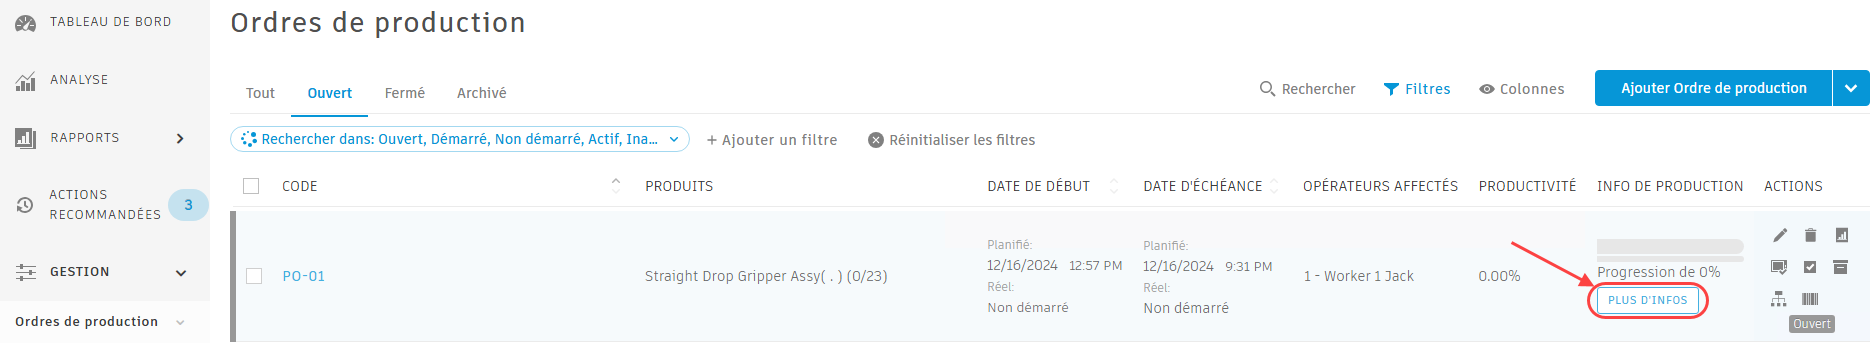 TABLEAU DE BORD
ANALYSE
RAPPORTS
ACTIONS
RECOMMANDÉES
3
GESTION
Ordres de production
Ordres de production
Tout Ouvert Fermé Archivé
Rechercher Filtres Colonnes Ajouter Ordre de production
Rechercher dans: Ouvert, Démarré, Non démarré, Actif, Ina... + Ajouter un filtre Réinitialiser les filtres
CODE PRODUITS DATE DE DÉBUT DATE D'ÉCHÉANCE OPÉRATEURS AFFECTÉS PRODUCTIVITÉ INFO DE PRODUCTION ACTIONS
PO-01
Straight Drop Gripper Assy( . ) (0/23)
Planifié:
12/16/2024 12:57 PM
Réel:
Non démarré
Planifié:
12/16/2024 9:31 PM
Réel:
Non démarré
1 - Worker 1 Jack
0.00%
Progression de 0%
PLUS D'INFOS
Ouvert